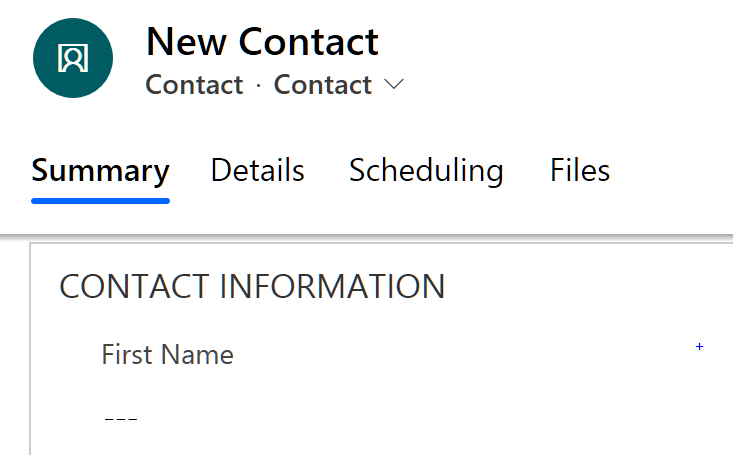 New Contact
Contact · Contact
Summary Details Scheduling Files
CONTACT INFORMATION
First Name +
---